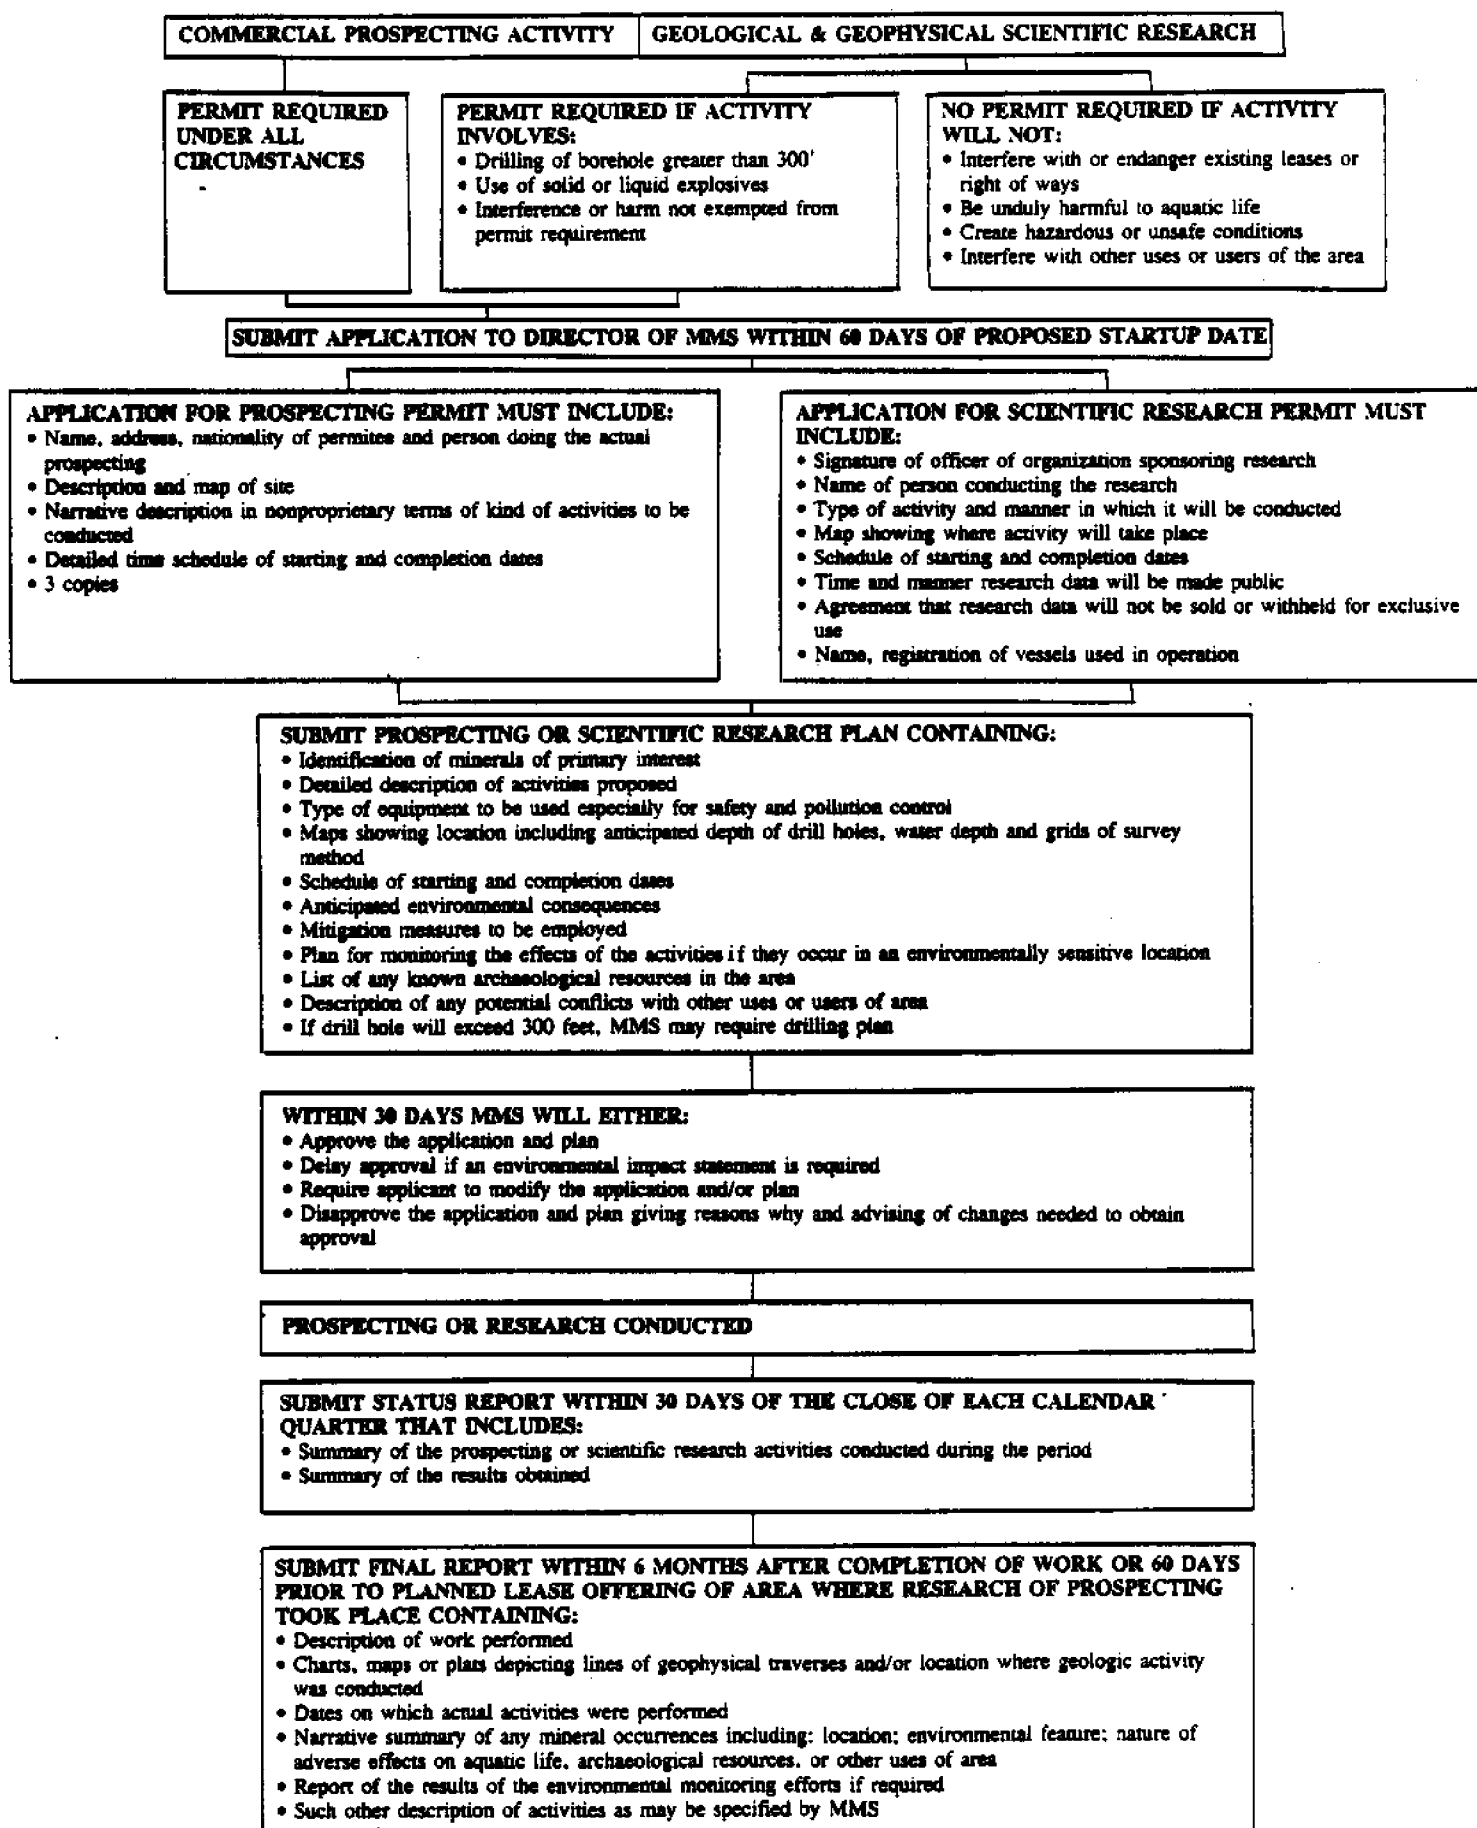 COMMERCIAL PROSPECTING ACTIVITY
GEOLOGICAL & GEOPHYSICAL SCIENTIFIC RESEARCH
PERMIT REQUIRED
UNDER ALL
CIRCUMSTANCES
PERMIT REQUIRED IF ACTIVITY
INVOLVES:
• Drilling of borehole greater than 300'
• Use of solid or liquid explosives
• Interference or harm not exempted from
permit requirement
NO PERMIT REQUIRED IF ACTIVITY
WILL NOT:
• Interfere with or endanger existing leases or
right of ways
• Be unduly harmful to aquatic life
• Create hazardous or unsafe conditions
• Interfere with other uses or users of the area
SUBMIT APPLICATION TO DIRECTOR OF MMS WITHIN 60 DAYS OF PROPOSED STARTUP DATE
APPLICATION FOR PROSPECTING PERMIT MUST INCLUDE:
• Name, address, nationality of permitee and person doing the actual
prospecting
• Description and map of site
• Narrative description in nonproprietary terms of kind of activities to be
conducted
• Detailed time schedule of starting and completion dates
• 3 copies
APPLICATION FOR SCIENTIFIC RESEARCH PERMIT MUST
INCLUDE:
• Signature of officer of organization sponsoring research
• Name of person conducting the research
• Type of activity and manner in which it will be conducted
• Map showing where activity will take place
• Schedule of starting and completion dates
• Time and manner research data will be made public
• Agreement that research data will not be sold or withheld for exclusive
use
• Name, registration of vessels used in operation
SUBMIT PROSPECTING OR SCIENTIFIC RESEARCH PLAN CONTAINING:
• Identification of minerals of primary interest
• Detailed description of activities proposed
• Type of equipment to be used especially for safety and pollution control
• Maps showing location including anticipated depth of drill holes, water depth and grids of survey
method
• Schedule of starting and completion dates
• Anticipated environmental consequences
• Mitigation measures to be employed
• Plan for monitoring the effects of the activities if they occur in an environmentally sensitive location
• List of any known archaeological resources in the area
• Description of any potential conflicts with other uses or users of area
• If drill hole will exceed 300 feet, MMS may require drilling plan
WITHIN 30 DAYS MMS WILL EITHER:
• Approve the application and plan
• Delay approval if an environmental impact statement is required
• Require applicant to modify the application and/or plan
• Disapprove the application and plan giving reasons why and advising of changes needed to obtain
approval
PROSPECTING OR RESEARCH CONDUCTED
SUBMIT STATUS REPORT WITHIN 30 DAYS OF THE CLOSE OF EACH CALENDAR
QUARTER THAT INCLUDES:
• Summary of the prospecting or scientific research activities conducted during the period
• Summary of the results obtained
SUBMIT FINAL REPORT WITHIN 6 MONTHS AFTER COMPLETION OF WORK OR 60 DAYS
PRIOR TO PLANNED LEASE OFFERING OF AREA WHERE RESEARCH OF PROSPECTING
TOOK PLACE CONTAINING:
• Description of work performed
• Charts, maps or plats depicting lines of geophysical traverses and/or location where geologic activity
was conducted
• Dates on which actual activities were performed
• Narrative summary of any mineral occurrences including: location; environmental feature; nature of
adverse effects on aquatic life, archaeological resources, or other uses of area
• Report of the results of the environmental monitoring efforts if required
• Such other description of activities as may be specified by MMS